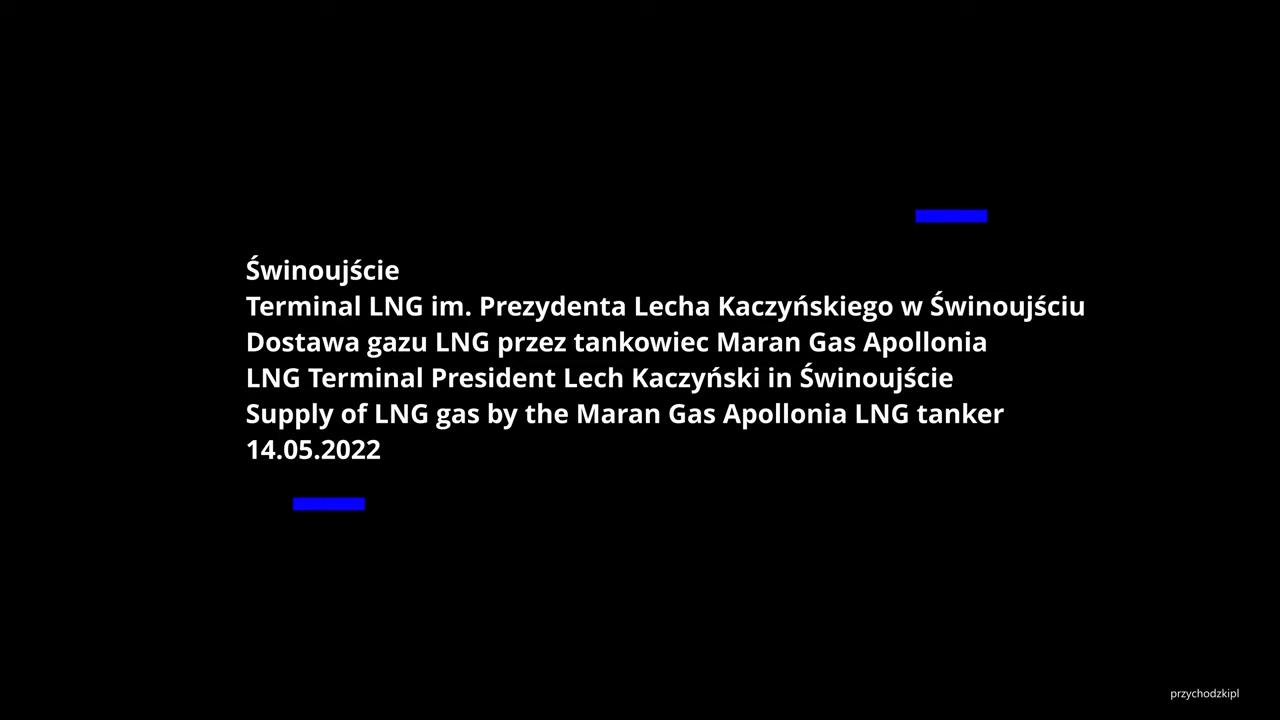 Świnoujście
Terminal LNG im. Prezydenta Lecha Kaczyńskiego w Świnoujściu
Dostawa gazu LNG przez tankowiec Maran Gas Apollonia
LNG Terminal President Lech Kaczyński in Świnoujście
Supply of LNG gas by the Maran Gas Apollonia LNG tanker
14.05.2022
przychodzkipl